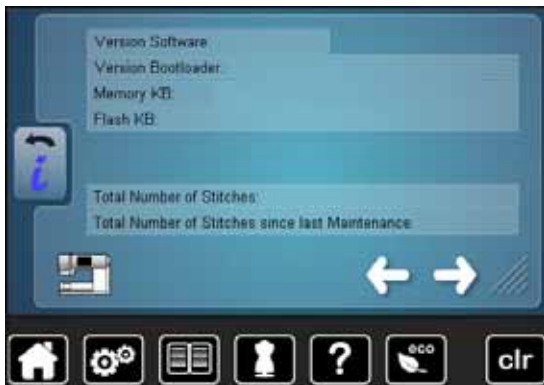 Version Software
Version Bootloader:
Memory KB:
Flash KB:
i
Total Number of Stitches:
Total Number of Stitches since last Maintenance:
?
eco
clr